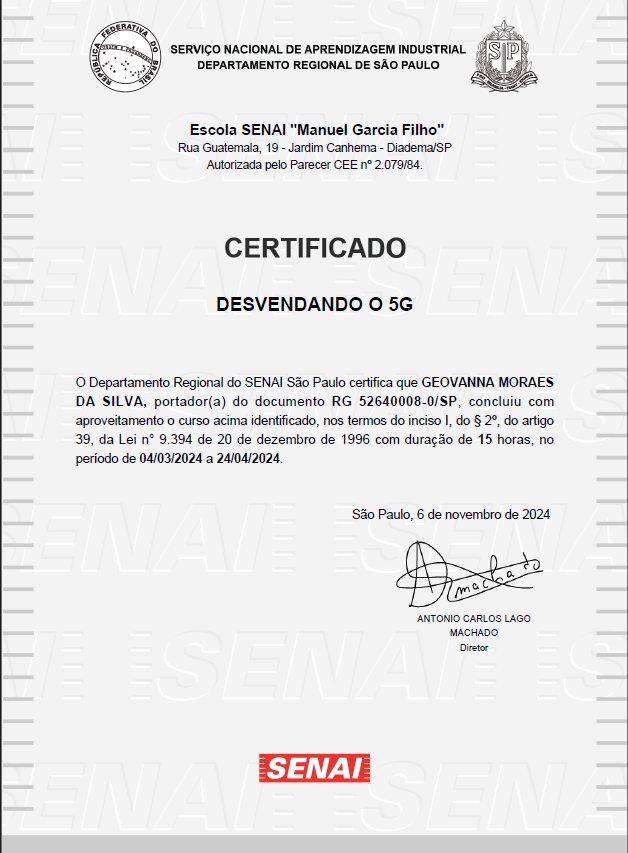 REPÚBLICA FEDERATIVA DO BRASIL
SERVIÇO NACIONAL DE APRENDIZAGEM INDUSTRIAL
DEPARTAMENTO REGIONAL DE SÃO PAULO
SP
Escola SENAI "Manuel Garcia Filho"
Rua Guatemala, 19 - Jardim Canhema - Diadema/SP
Autorizada pelo Parecer CEE nº 2.079/84.
CERTIFICADO
DESVENDANDO O 5G
O Departamento Regional do SENAI São Paulo certifica que GEOVANNA MORAES
DA SILVA, portador(a) do documento RG 52640008-0/SP, concluiu com
aproveitamento o curso acima identificado, nos termos do inciso I, do § 2º, do artigo
39, da Lei n° 9.394 de 20 de dezembro de 1996 com duração de 15 horas, no
período de 04/03/2024 a 24/04/2024.
São Paulo, 6 de novembro de 2024
Machado
ANTONIO CARLOS LAGO
MACHADO
Diretor
SENAI